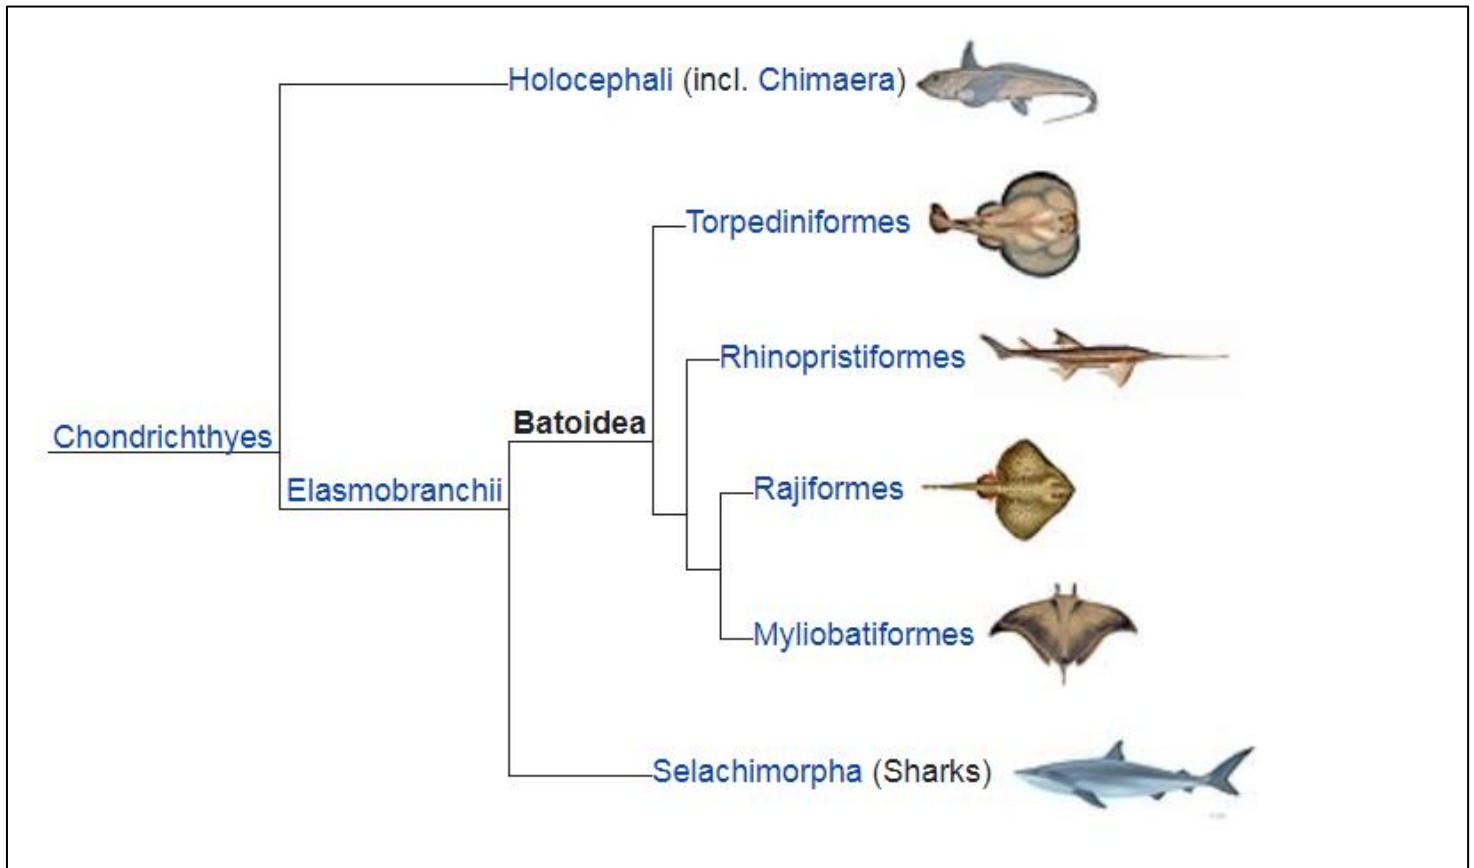 Holocephali (incl. Chimaera)
Torpediniformes
Rhinopristiformes
Batoidea
Chondrichthyes
Elasmobranchii
Rajiformes
Myliobatiformes
Selachimorpha (Sharks)